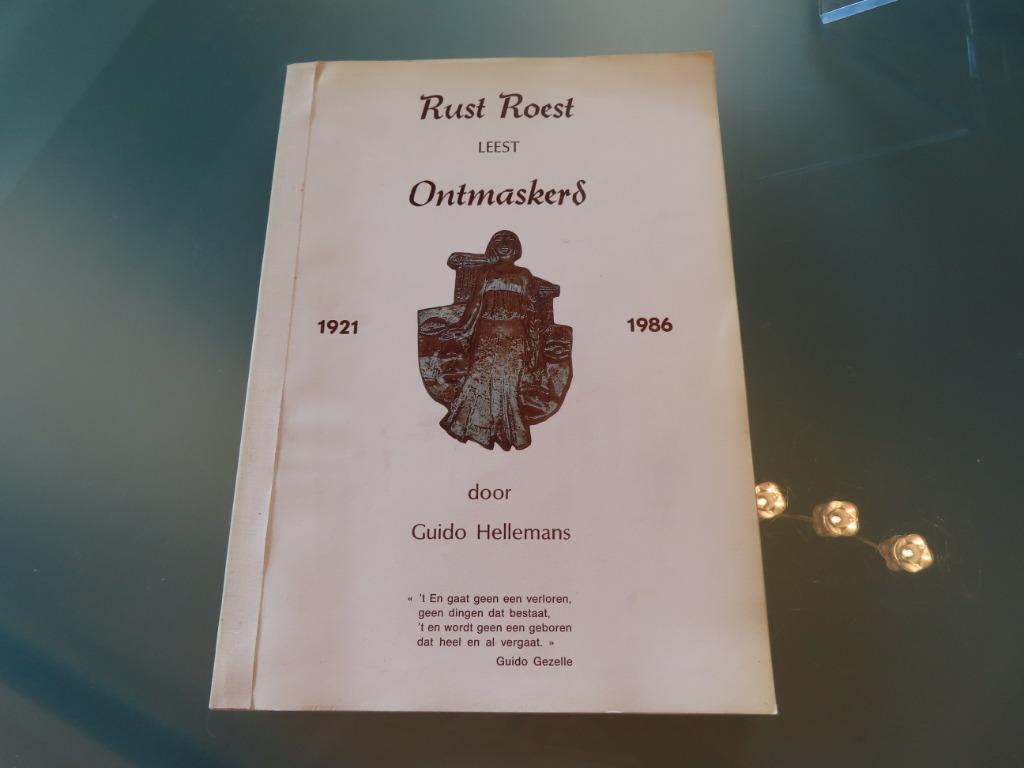 Rust Roest
LEEST
Ontmaskerd
1921
1986
door
Guido Hellemans
« 't En gaat geen een verloren,
geen dingen dat bestaat,
't en wordt geen een geboren
dat heel en al vergaat. »
Guido Gezelle